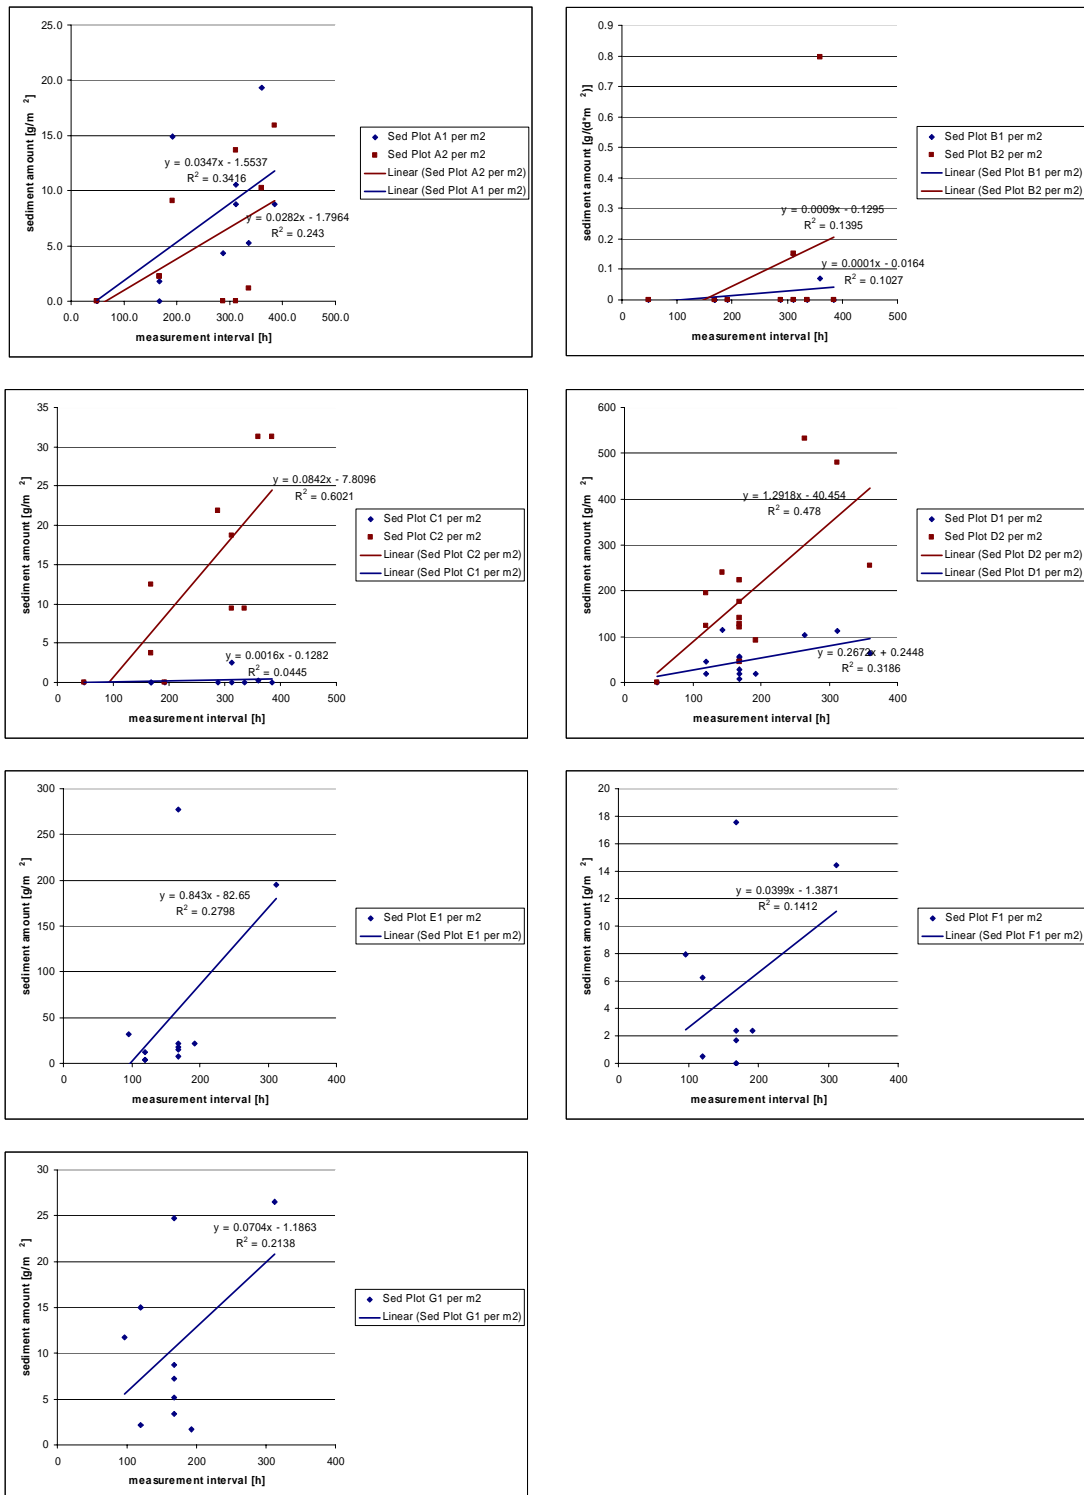 25.0
20.0
15.0
10.0
5.0
0.0
0.0 100.0 200.0 300.0 400.0 500.0
measurement interval [h]
sediment amount [g/m 2]
y = 0.0347x - 1.5537
R2 = 0.3416
y = 0.0282x - 1.7964
R2 = 0.243
Sed Plot A1 per m2
Sed Plot A2 per m2
Linear (Sed Plot A2 per m2)
Linear (Sed Plot A1 per m2)
0.9
0.8
0.7
0.6
0.5
0.4
0.3
0.2
0.1
0
0 100 200 300 400 500
measurement interval [h]
sediment amount [g/(d*m 2)]
y = 0.0009x - 0.1295
R2 = 0.1395
y = 0.0001x - 0.0164
R2 = 0.1027
Sed Plot B1 per m2
Sed Plot B2 per m2
Linear (Sed Plot B1 per m2)
Linear (Sed Plot B2 per m2)
35
30
25
20
15
10
5
0
0 100 200 300 400 500
measurement interval [h]
sediment amount [g/m 2]
y = 0.0842x - 7.8096
R2 = 0.6021
y = 0.0016x - 0.1282
R2 = 0.0445
Sed Plot C1 per m2
Sed Plot C2 per m2
Linear (Sed Plot C2 per m2)
Linear (Sed Plot C1 per m2)
600
500
400
300
200
100
0
0 100 200 300 400
measurement interval [h]
sediment amount [g/m 2]
y = 1.2918x - 40.454
R2 = 0.478
y = 0.2672x + 0.2448
R2 = 0.3186
Sed Plot D1 per m2
Sed Plot D2 per m2
Linear (Sed Plot D2 per m2)
Linear (Sed Plot D1 per m2)
300
250
200
150
100
50
0
0 100 200 300 400
measurement interval [h]
sediment amount [g/m 2]
y = 0.843x - 82.65
R2 = 0.2798
Sed Plot E1 per m2
Linear (Sed Plot E1 per m2)
20
18
16
14
12
10
8
6
4
2
0
0 100 200 300 400
measurement interval [h]
sediment amount [g/m 2]
y = 0.0399x - 1.3871
R2 = 0.1412
Sed Plot F1 per m2
Linear (Sed Plot F1 per m2)
30
25
20
15
10
5
0
0 100 200 300 400
measurement interval [h]
sediment amount [g/m 2]
y = 0.0704x - 1.1863
R2 = 0.2138
Sed Plot G1 per m2
Linear (Sed Plot G1 per m2)